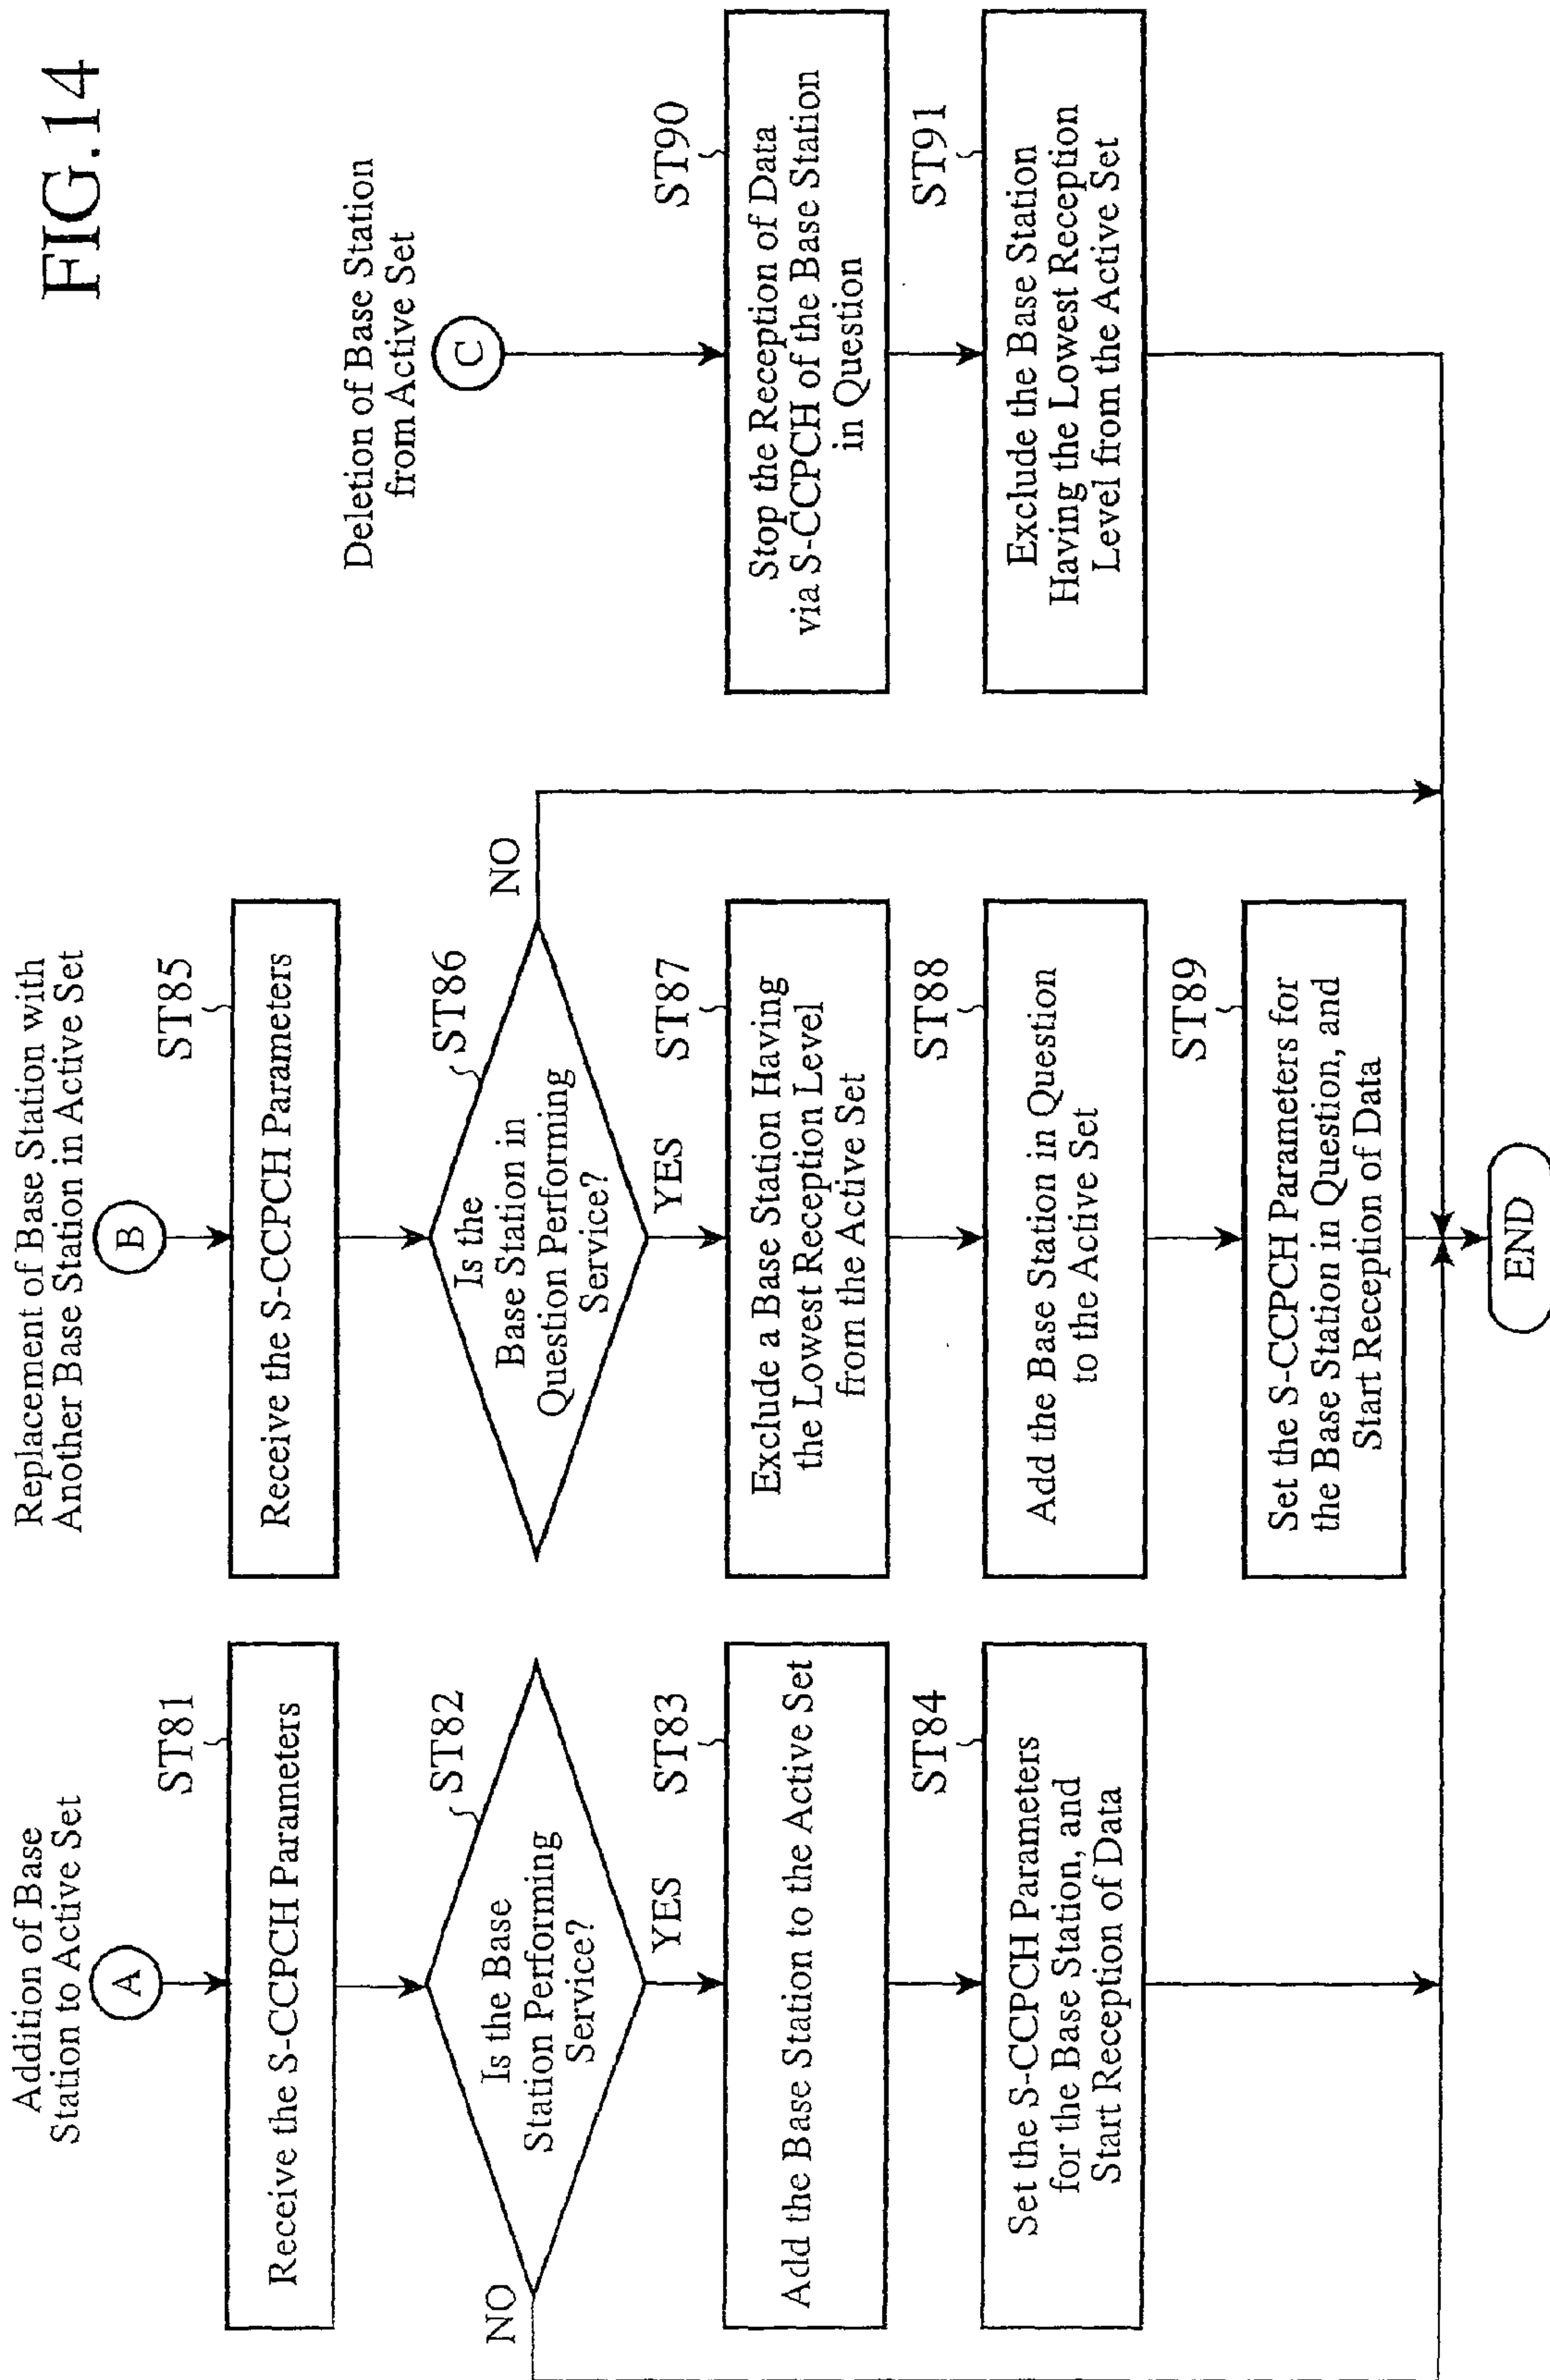 FIG.14
Addition of Base
Station to Active Set
A
ST81
Receive the S-CCPCH Parameters
ST82
Is the Base
Station Performing
Service?
NO
YES
ST83
Add the Base Station to the Active Set
ST84
Set the S-CCPCH Parameters
for the Base Station, and
Start Reception of Data
Replacement of Base Station with
Another Base Station in Active Set
B
ST85
Receive the S-CCPCH Parameters
ST86
Is the
Base Station in
Question Performing
Service?
NO
YES
ST87
Exclude a Base Station Having
the Lowest Reception Level
from the Active Set
ST88
Add the Base Station in Question
to the Active Set
ST89
Set the S-CCPCH Parameters for
the Base Station in Question, and
Start Reception of Data
Deletion of Base Station
from Active Set
C
ST90
Stop the Reception of Data
via S-CCPCH of the Base Station
in Question
ST91
Exclude the Base Station
Having the Lowest Reception
Level from the Active Set
END